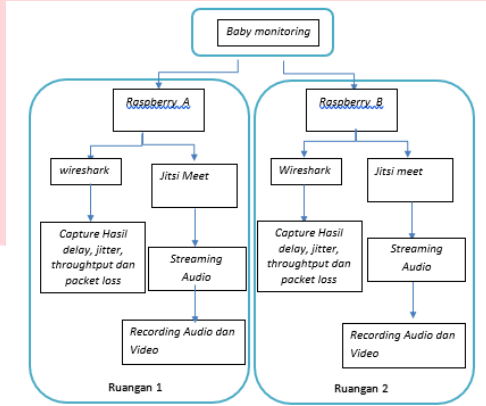 Baby monitoring
Raspberry A
wireshark
Jitsi Meet
Capture Hasil
delay, jitter,
throughtput dan
packet loss
Streaming
Audio
Recording Audio dan
Video
Ruangan 1
Raspberry B
Wireshark
Jitsi meet
Capture Hasil
delay, jitter,
throughtput dan
packet loss
Streaming
Audio
Recording Audio dan
Video
Ruangan 2